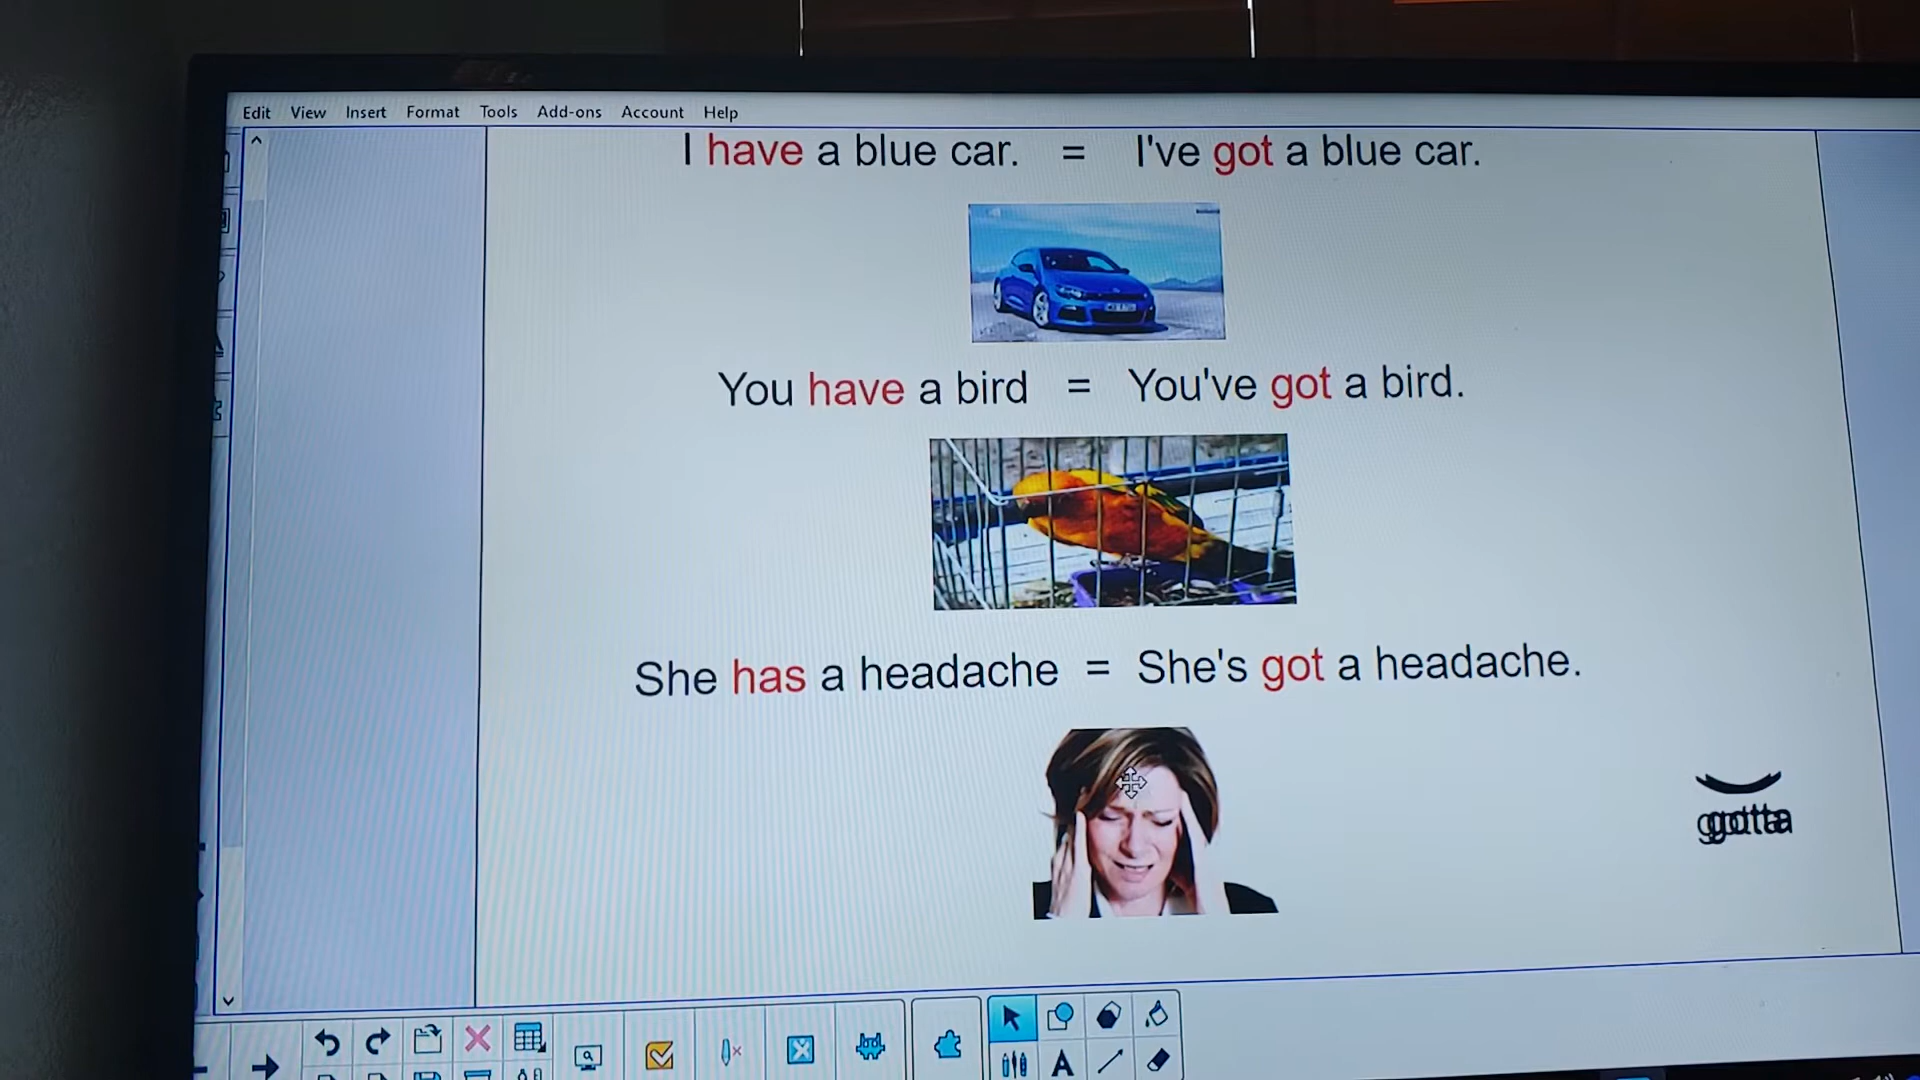 Edit View Insert Format Tools Add-ons Account Help
I have a blue car. = I've got a blue car.
You have a bird = You've got a bird.
She has a headache = She's got a headache.
gotta